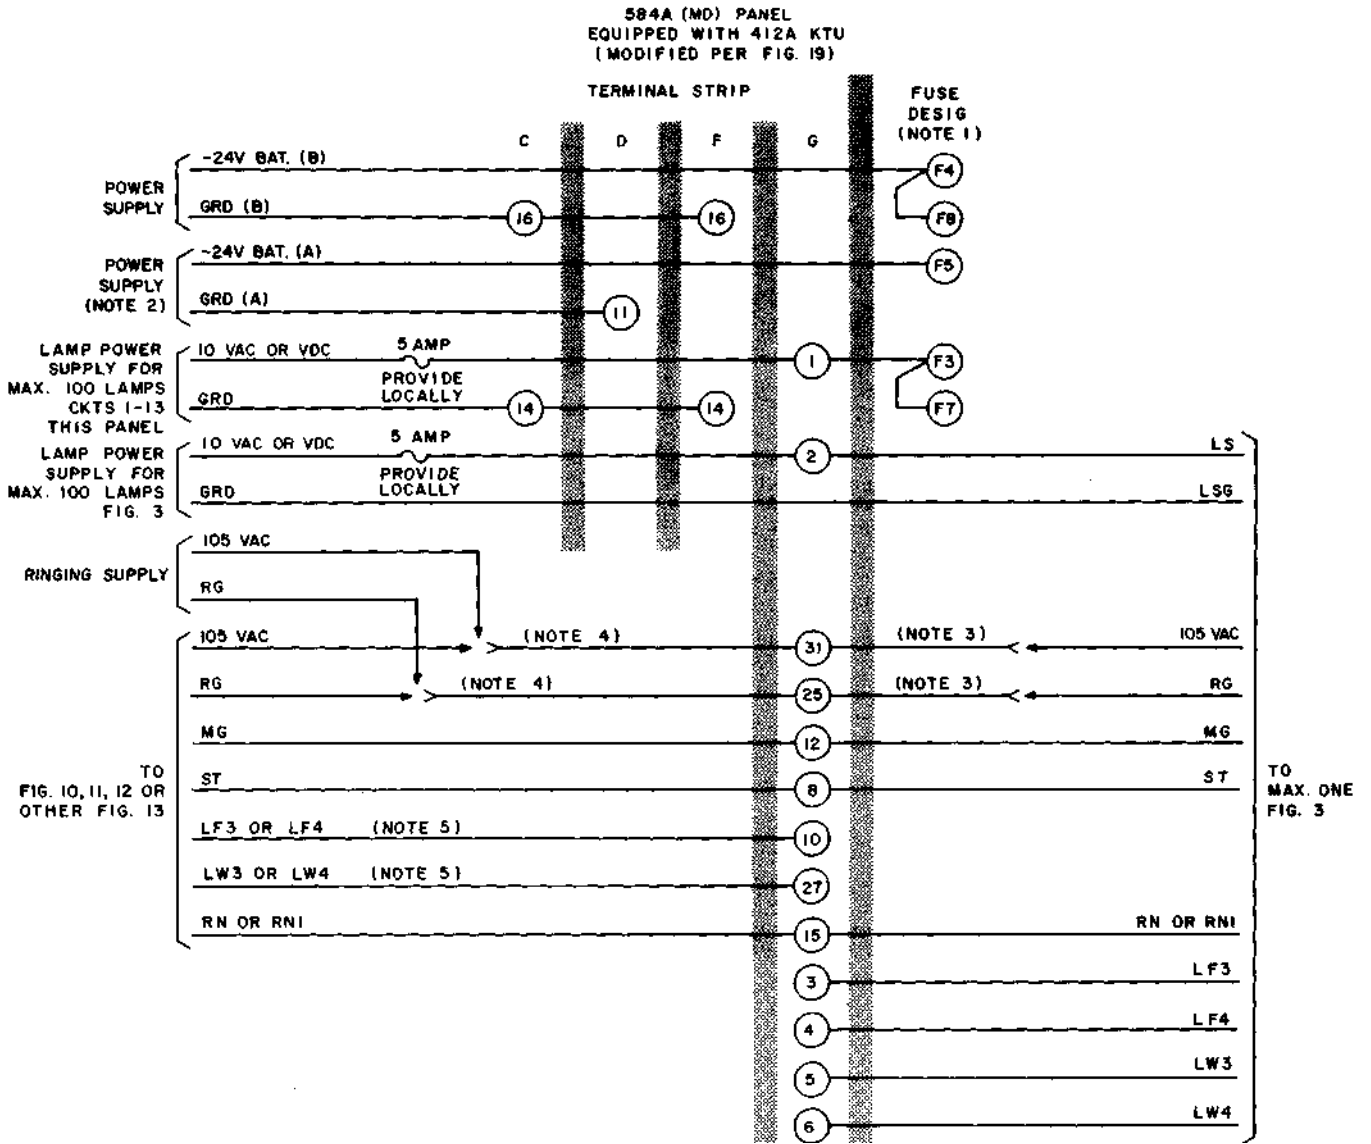 584A (MD) PANEL
EQUIPPED WITH 412A KTU
(MODIFIED PER FIG. 19)
TERMINAL STRIP
FUSE
DESIG
(NOTE 1)
C D F G
POWER
SUPPLY
-24V BAT. (B)
F4
GRD (B)
16 16
F8
POWER
SUPPLY
(NOTE 2)
-24V BAT. (A)
F5
GRD (A)
11
LAMP POWER
SUPPLY FOR
MAX. 100 LAMPS
CKTS 1-13
THIS PANEL
10 VAC OR VDC
5 AMP
PROVIDE
LOCALLY
1
F3
GRD
14 14
F7
LAMP POWER
SUPPLY FOR
MAX. 100 LAMPS
FIG. 3
10 VAC OR VDC
5 AMP
PROVIDE
LOCALLY
2
LS
GRD
LSG
RINGING SUPPLY
105 VAC
RG
TO
FIG. 10, 11, 12 OR
OTHER FIG. 13
105 VAC (NOTE 4) 31 (NOTE 3) 105 VAC
RG (NOTE 4) 25 (NOTE 3) RG
MG 12 MG
ST 8 ST
LF3 OR LF4 (NOTE 5) 10
LW3 OR LW4 (NOTE 5) 27
RN OR RN1 15 RN OR RN1
3 LF3
4 LF4
5 LW3
6 LW4
TO
MAX. ONE
FIG. 3